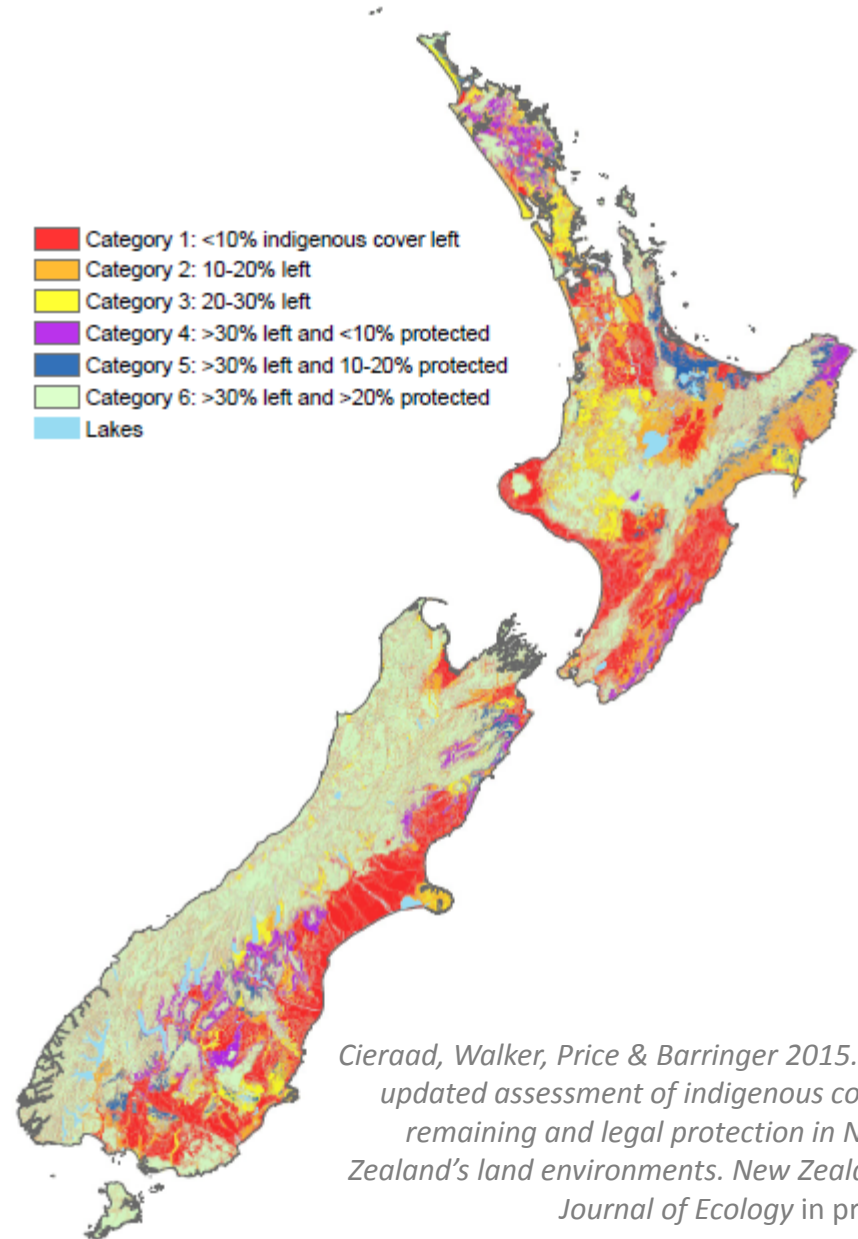 Category 1: <10% indigenous cover left
Category 2: 10-20% left
Category 3: 20-30% left
Category 4: >30% left and <10% protected
Category 5: >30% left and 10-20% protected
Category 6: >30% left and >20% protected
Lakes
Cieraad, Walker, Price & Barringer 2015.
updated assessment of indigenous co
remaining and legal protection in N
Zealand's land environments. New Zeala
Journal of Ecology in pr